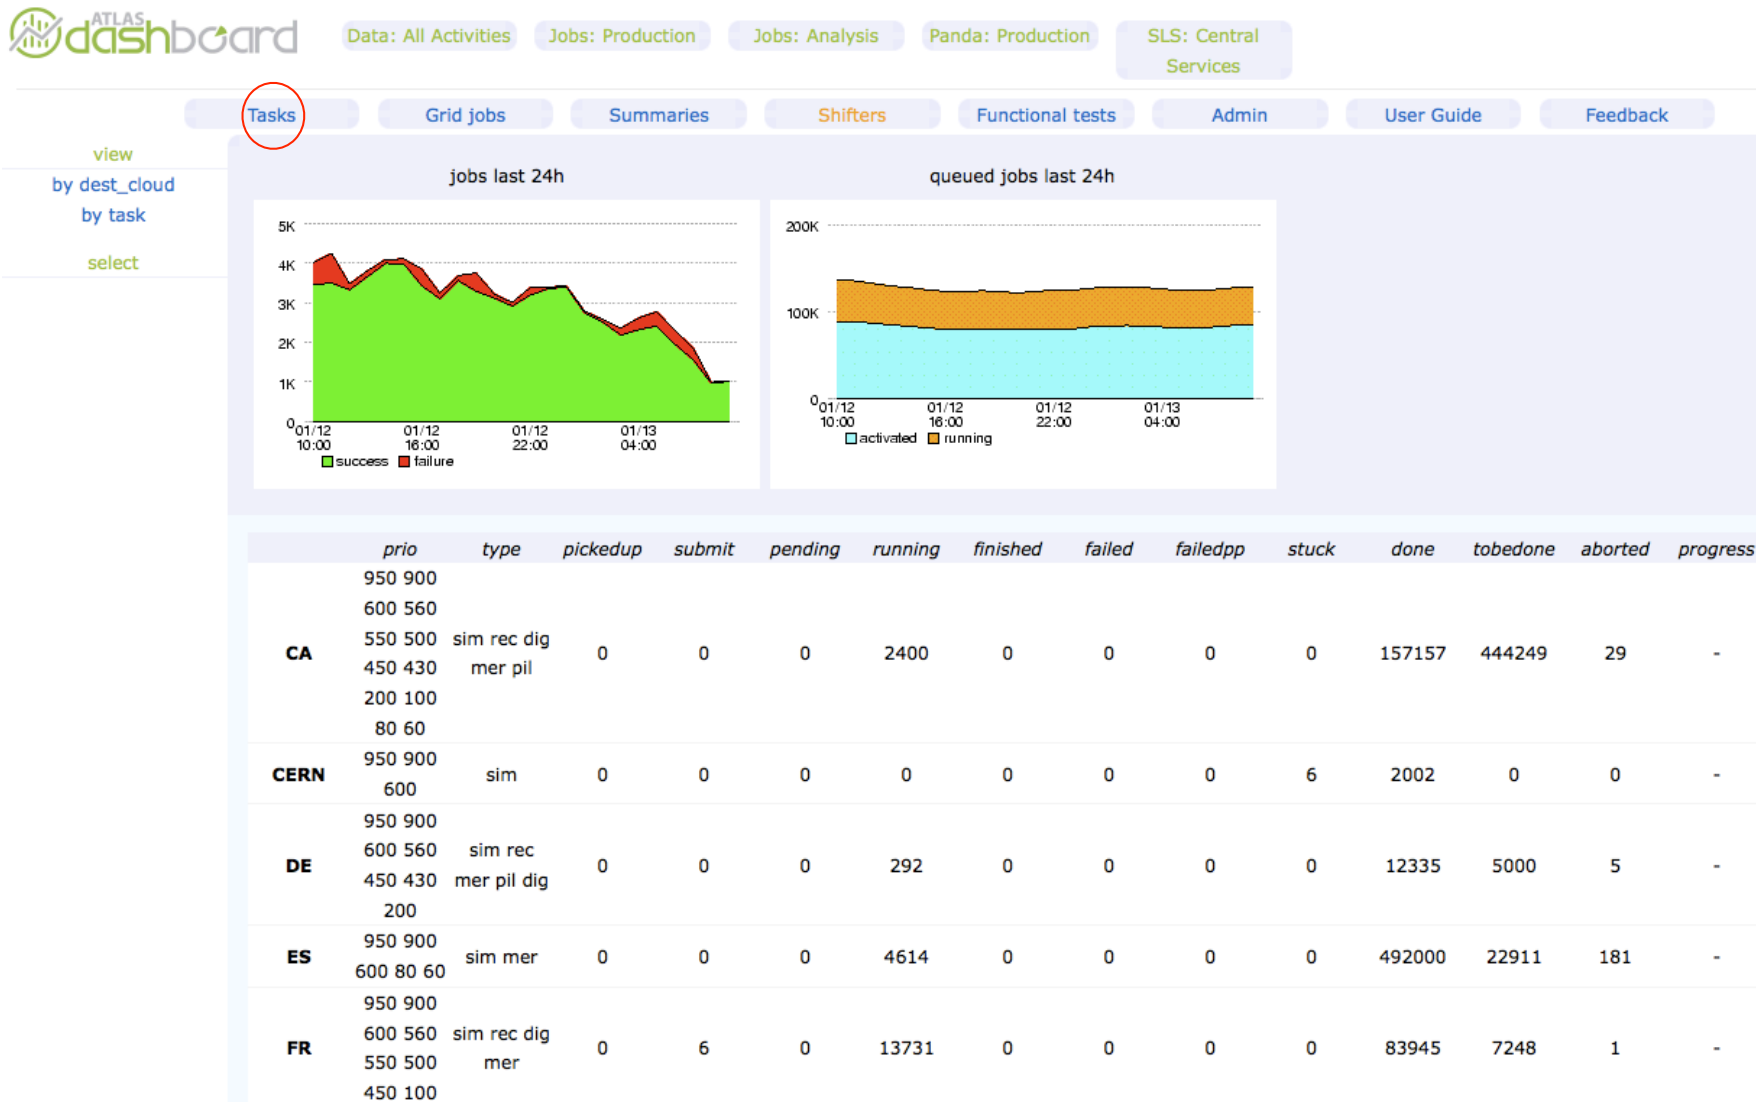 ATLAS
dashboard
Data: All Activities
Jobs: Production
Jobs: Analysis
Panda: Production
SLS: Central
Services
Tasks
Grid jobs
Summaries
Shifters
Functional tests
Admin
User Guide
Feedback
view
by dest_cloud
by task
select
jobs last 24h
5K
4K
3K
2K
1K
0
01/12 01/12 01/12 01/13
10:00 16:00 22:00 04:00
success failure
queued jobs last 24h
200K
100K
0
01/12 01/12 01/12 01/13
10:00 16:00 22:00 04:00
activated running
prio type pickedup submit pending running finished failed failedpp stuck done tobedone aborted progress
950 900
600 560
550 500 sim rec dig
CA 0 0 0 2400 0 0 0 0 157157 444249 29 -
450 430 mer pil
200 100
80 60
950 900
CERN sim 0 0 0 0 0 0 0 6 2002 0 0 -
600
950 900
600 560 sim rec
DE 0 0 0 292 0 0 0 0 12335 5000 5 -
450 430 mer pil dig
200
950 900
ES sim mer 0 0 0 4614 0 0 0 0 492000 22911 181 -
600 80 60
950 900
600 560 sim rec dig
FR 0 6 0 13731 0 0 0 0 83945 7248 1 -
550 500 mer
450 100